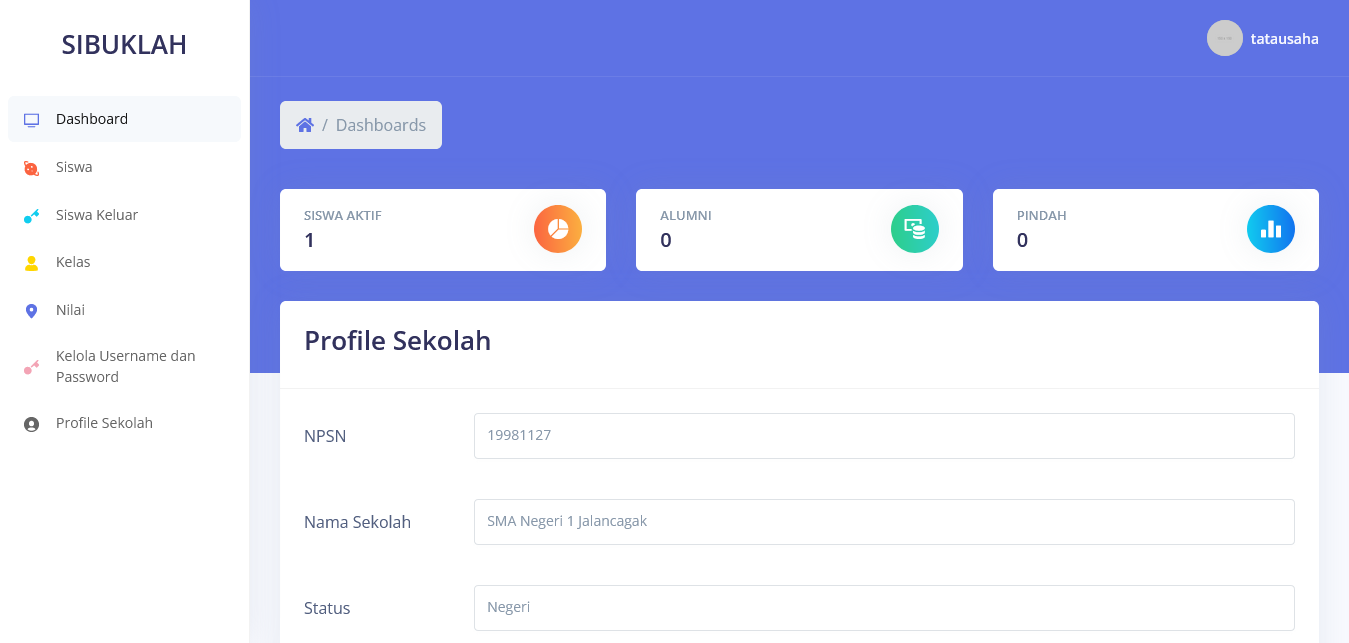 SIBUKLAH
Dashboard
Siswa
Siswa Keluar
Kelas
Nilai
Kelola Username dan
Password
Profile Sekolah
tatausaha
/ Dashboards
SISWA AKTIF
1
ALUMNI
0
PINDAH
0
Profile Sekolah
NPSN
19981127
Nama Sekolah
SMA Negeri 1 Jalancagak
Status
Negeri